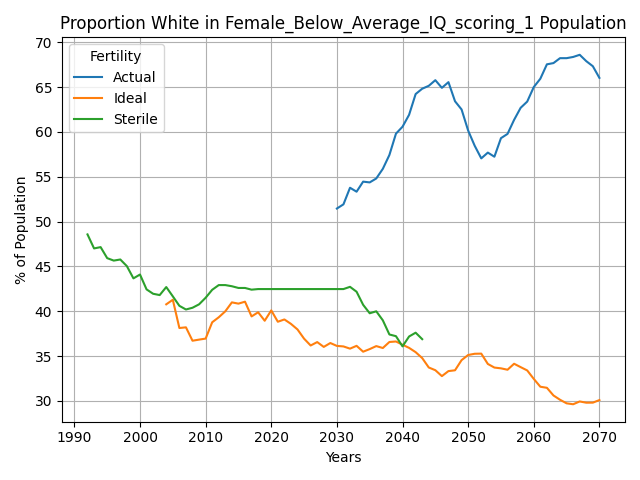 Proportion White in Female_Below_Average_IQ_scoring_1 Population
% of Population
70
65
60
55
50
45
40
35
30
Fertility
Actual
Ideal
Sterile
1990 2000 2010 2020 2030 2040 2050 2060 2070
Years